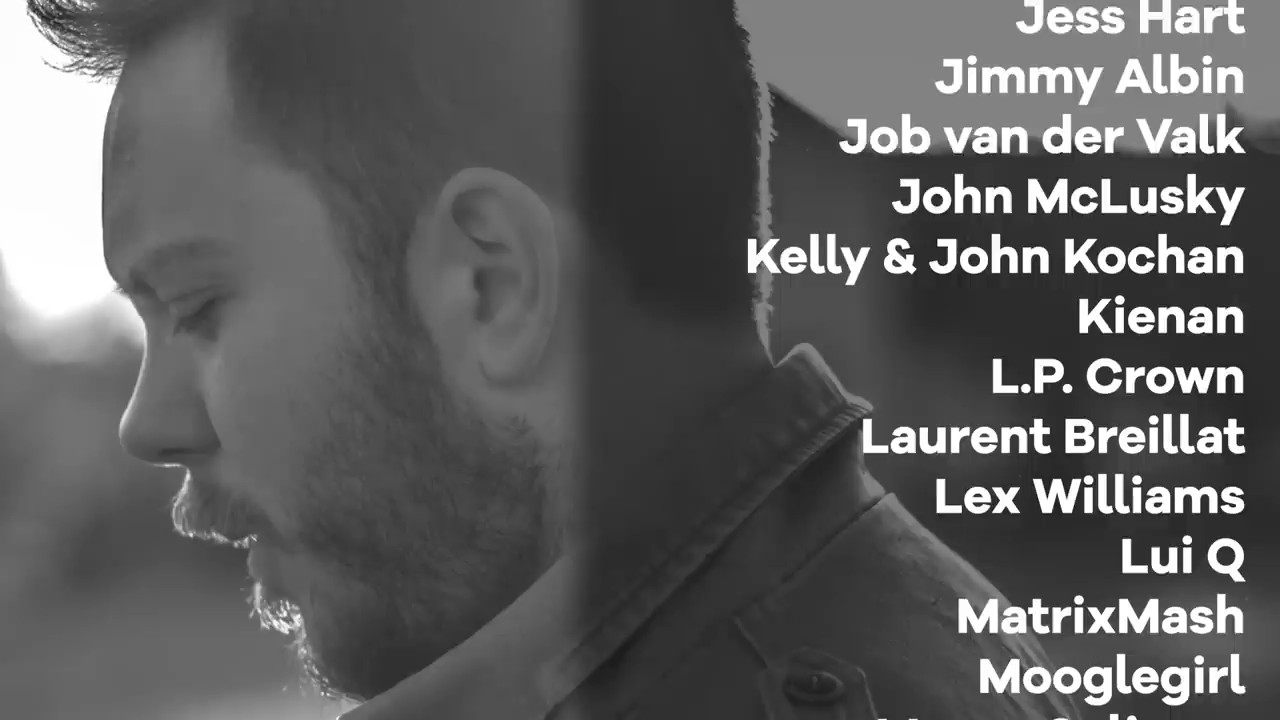 Jess Hart
Jimmy Albin
Job van der Valk
John McLusky
Kelly & John Kochan
Kienan
L.P. Crown
Laurent Breillat
Lex Williams
Lui Q
MatrixMash
Mooglegirl